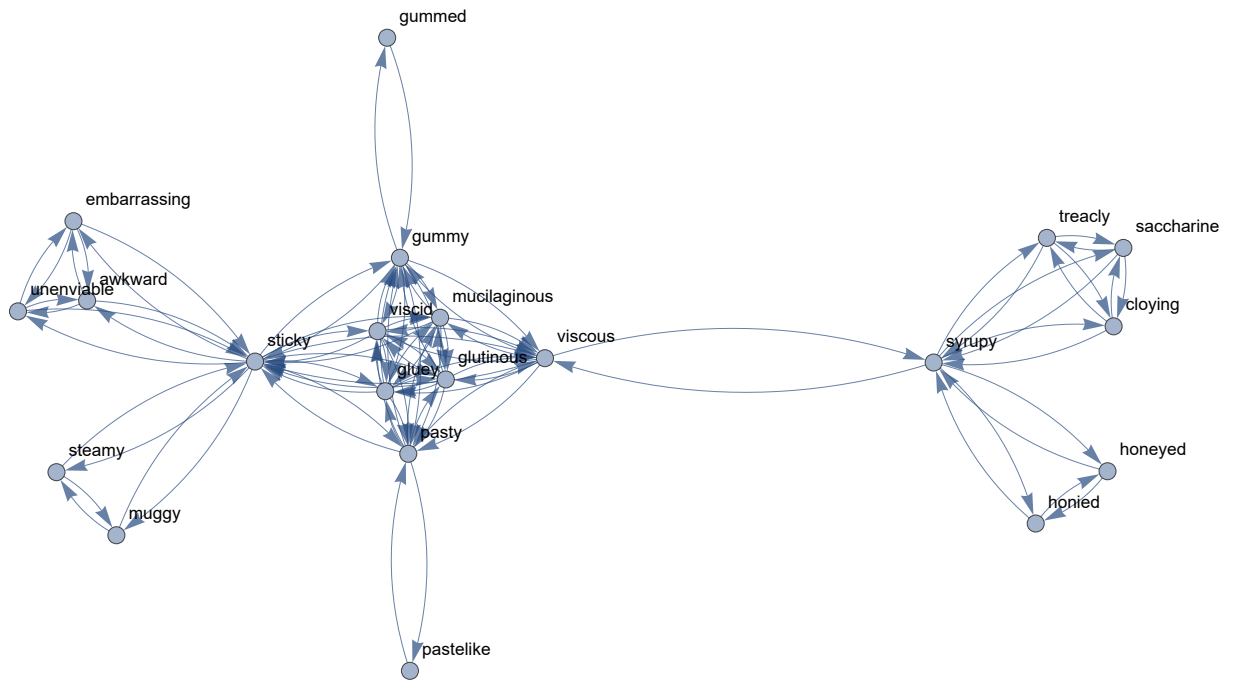 gummed
embarrassing
treacly
saccharine
gummy
awkward
unenviable
mucilaginous
viscid
cloying
viscous
sticky
syrupy
glutinous
gluey
pasty
steamy
honeyed
honied
muggy
pastelike